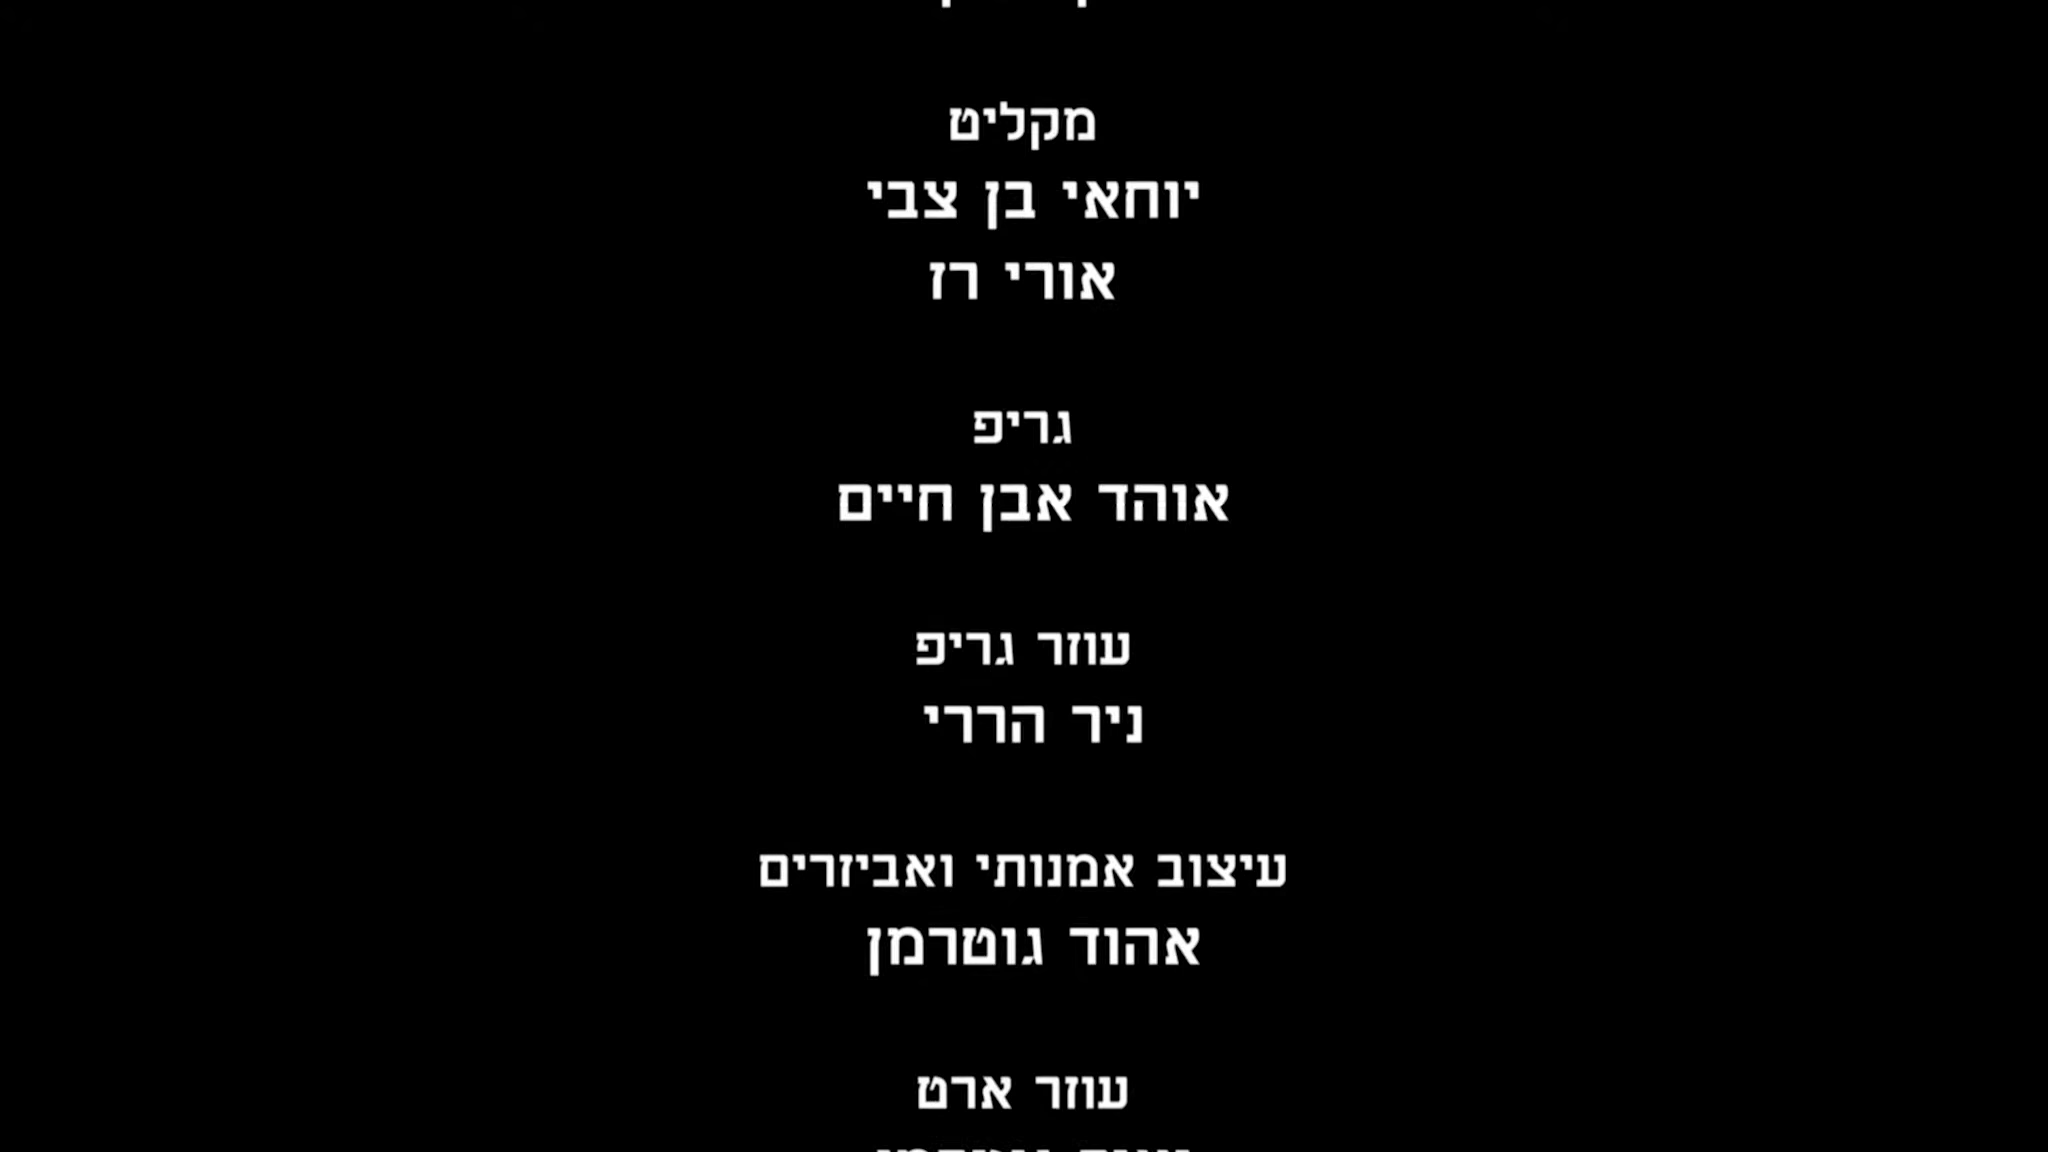 מקליט
יוחאי בן צבי
אורי רז
גריפ
אוהד אבן חיים
עוזר גריפ
ניר הררי
עיצוב אמנותי ואביזרים
אהוד גוטרמן
עוזר ארט